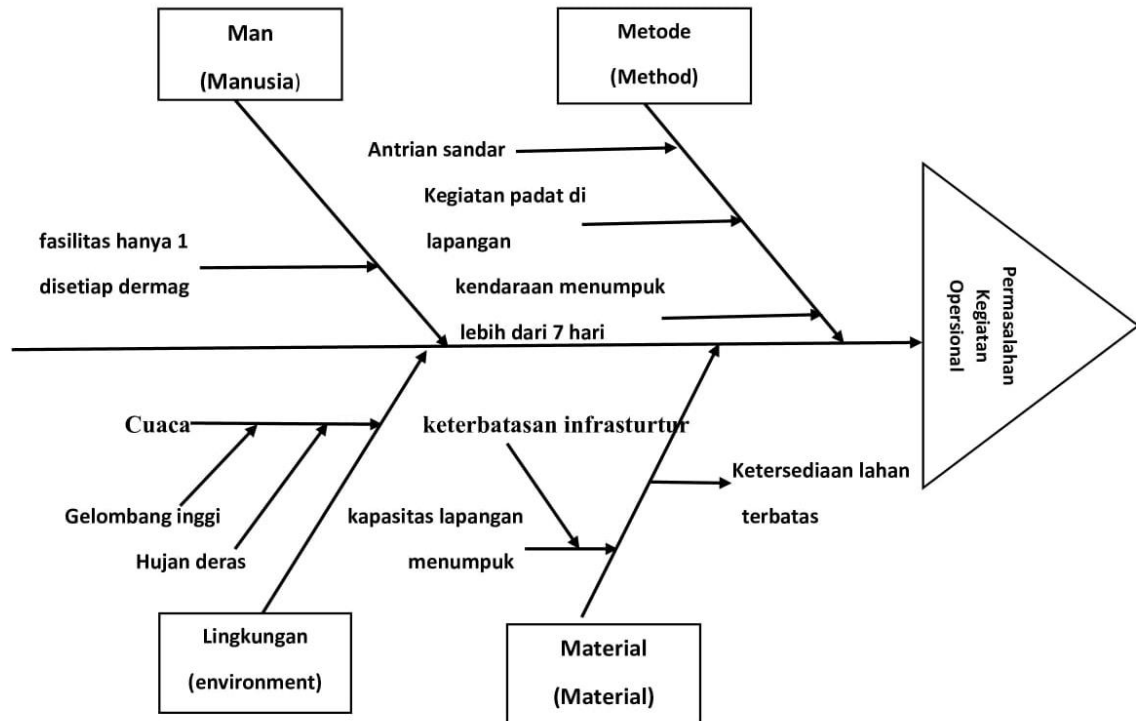 Man
(Manusia)
Metode
(Method)
Antrian sandar
Kegiatan padat di
lapangan
kendaraan menumpuk
lebih dari 7 hari
fasilitas hanya 1
disetiap dermag
Permasalahan
Kegiatan
Opersional
Cuaca
Gelombang inggi
Hujan deras
keterbatasan infrasturtur
Ketersediaan lahan
terbatas
kapasitas lapangan
menumpuk
Lingkungan
(environment)
Material
(Material)